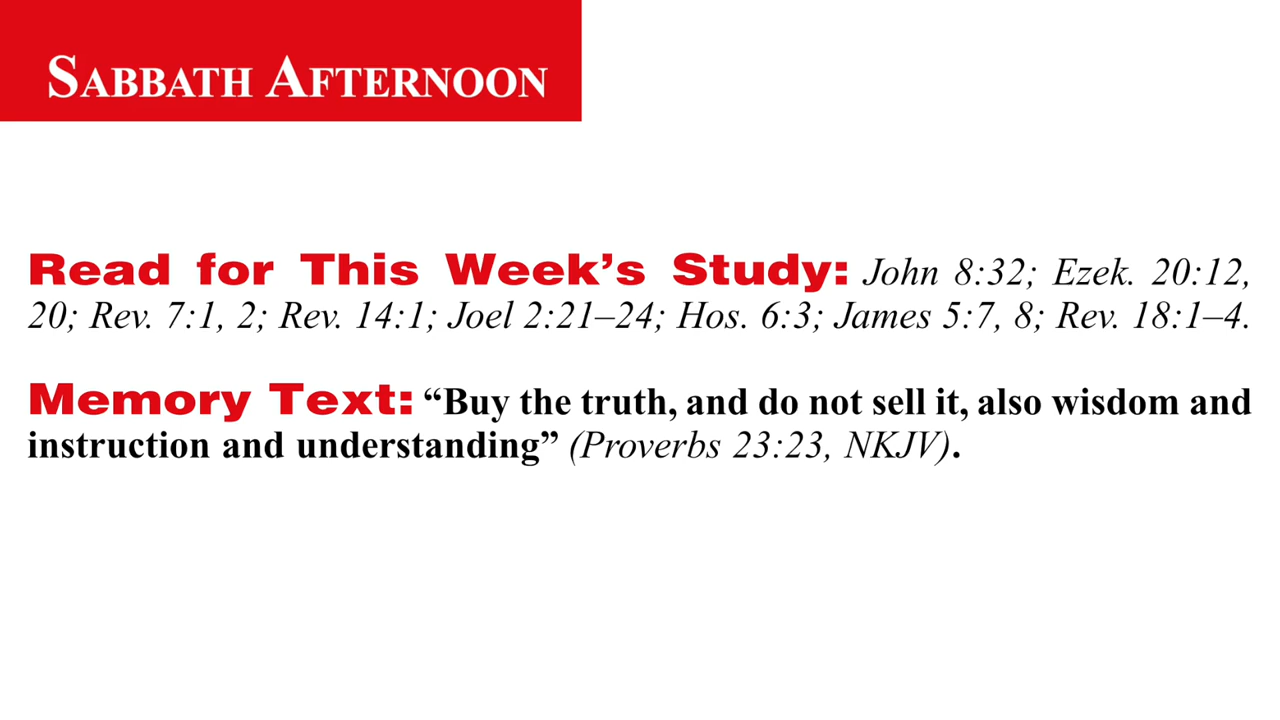 SABBATH AFTERNOON
Read for This Week’s Study: John 8:32; Ezek. 20:12,
20; Rev. 7:1, 2; Rev. 14:1; Joel 2:21–24; Hos. 6:3; James 5:7, 8; Rev. 18:1–4.
Memory Text: “Buy the truth, and do not sell it, also wisdom and
instruction and understanding” (Proverbs 23:23, NKJV).